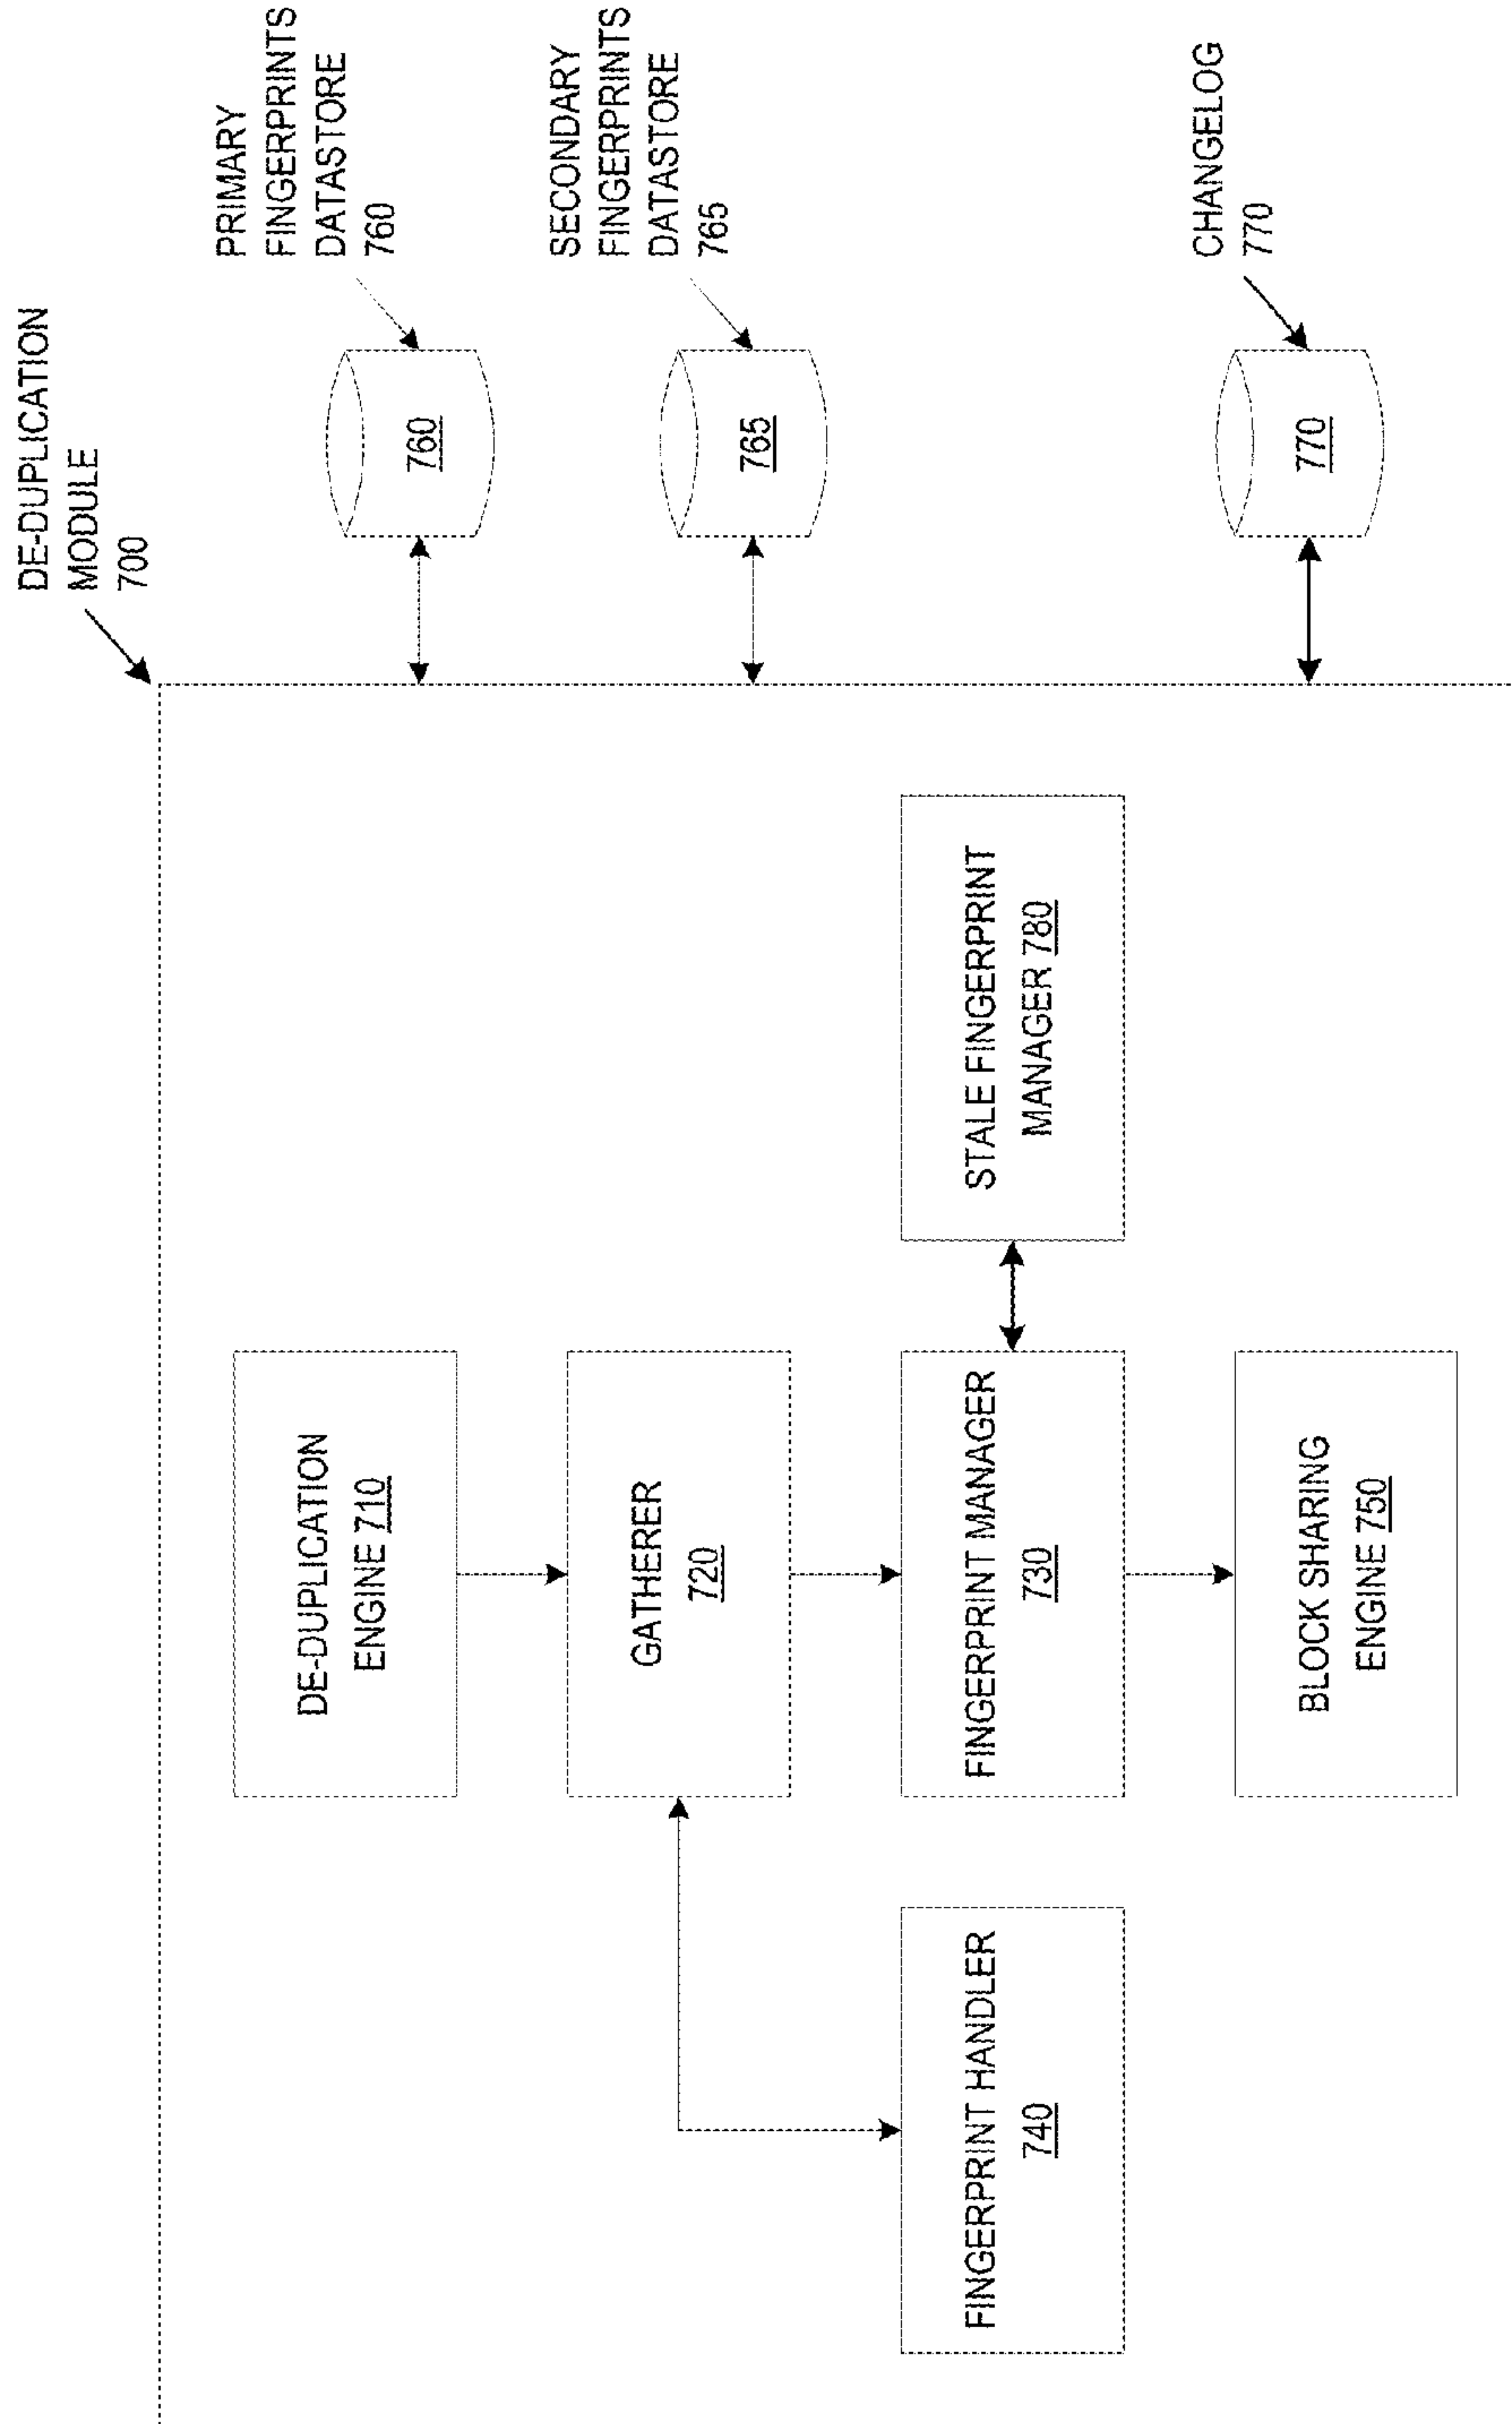 DE-DUPLICATION
MODULE
700
PRIMARY
FINGERPRINTS
DATASTORE
760
760
SECONDARY
FINGERPRINTS
DATASTORE
765
765
CHANGELOG
770
770
DE-DUPLICATION
ENGINE 710
GATHERER
720
FINGERPRINT MANAGER
730
STALE FINGERPRINT
MANAGER 780
FINGERPRINT HANDLER
740
BLOCK SHARING
ENGINE 750